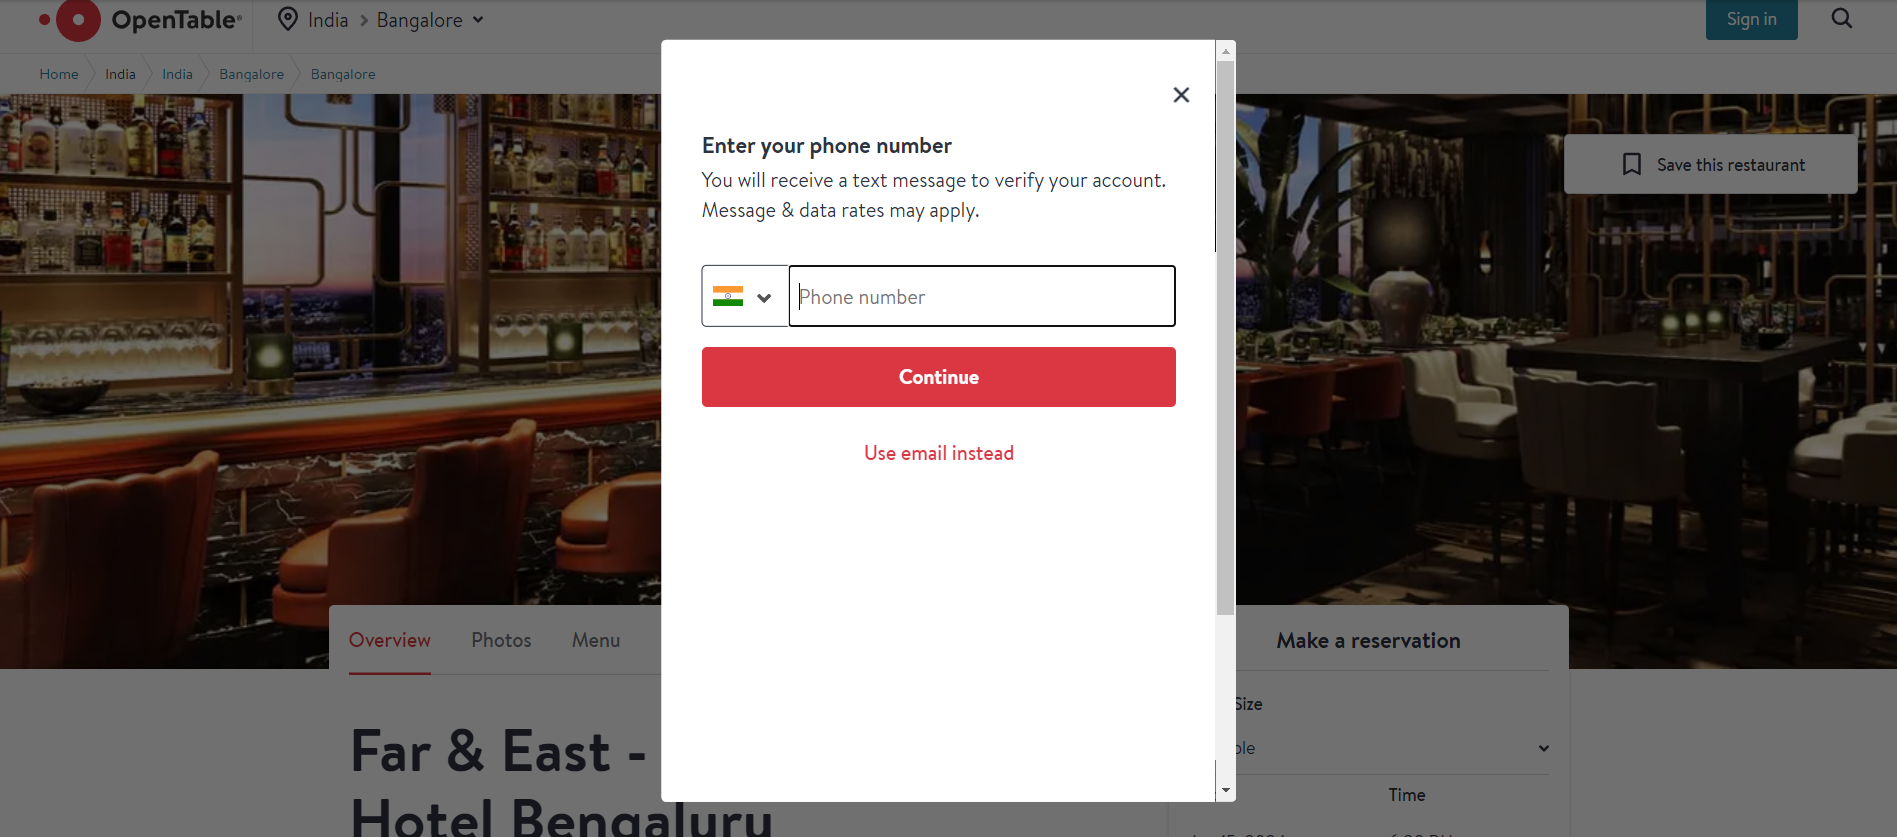 OpenTable®
India
Bangalore
Sign in
Home
India
India
Bangalore
Bangalore
Save this restaurant
Enter your phone number
You will receive a text message to verify your account.
Message & data rates may apply.
Phone number
Continue
Use email instead
Overview
Photos
Menu
Make a reservation
Size
Far & East -
Hotel Bengaluru
Time